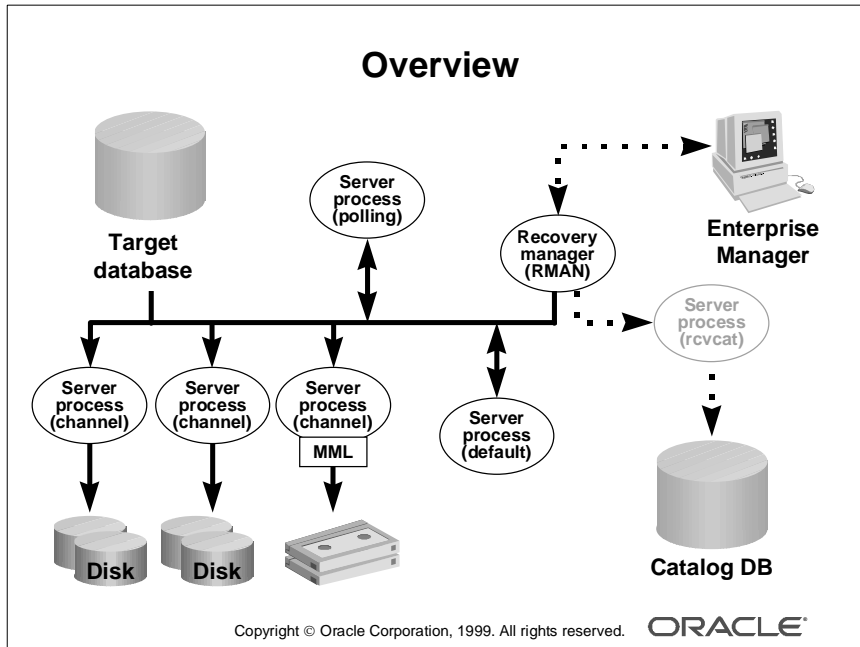 Overview
Target
database
Server
process
(polling)
Recovery
manager
(RMAN)
Enterprise
Manager
Server
process
(rcvcat)
Server
process
(channel)
Server
process
(channel)
Server
process
(channel)
MML
Server
process
(default)
Disk
Disk
Catalog DB
Copyright © Oracle Corporation, 1999. All rights reserved.
ORACLE®